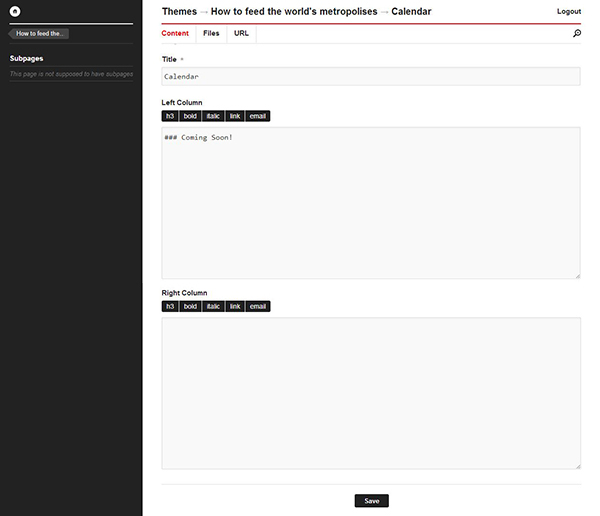 Themes → How to feed the world's metropolises → Calendar
Logout
How to feed the...
Content Files URL
Subpages
This page is not supposed to have subpages
Title *
Calendar
Left Column
h3 bold italic link email
### Coming Soon!
Right Column
h3 bold italic link email
Save